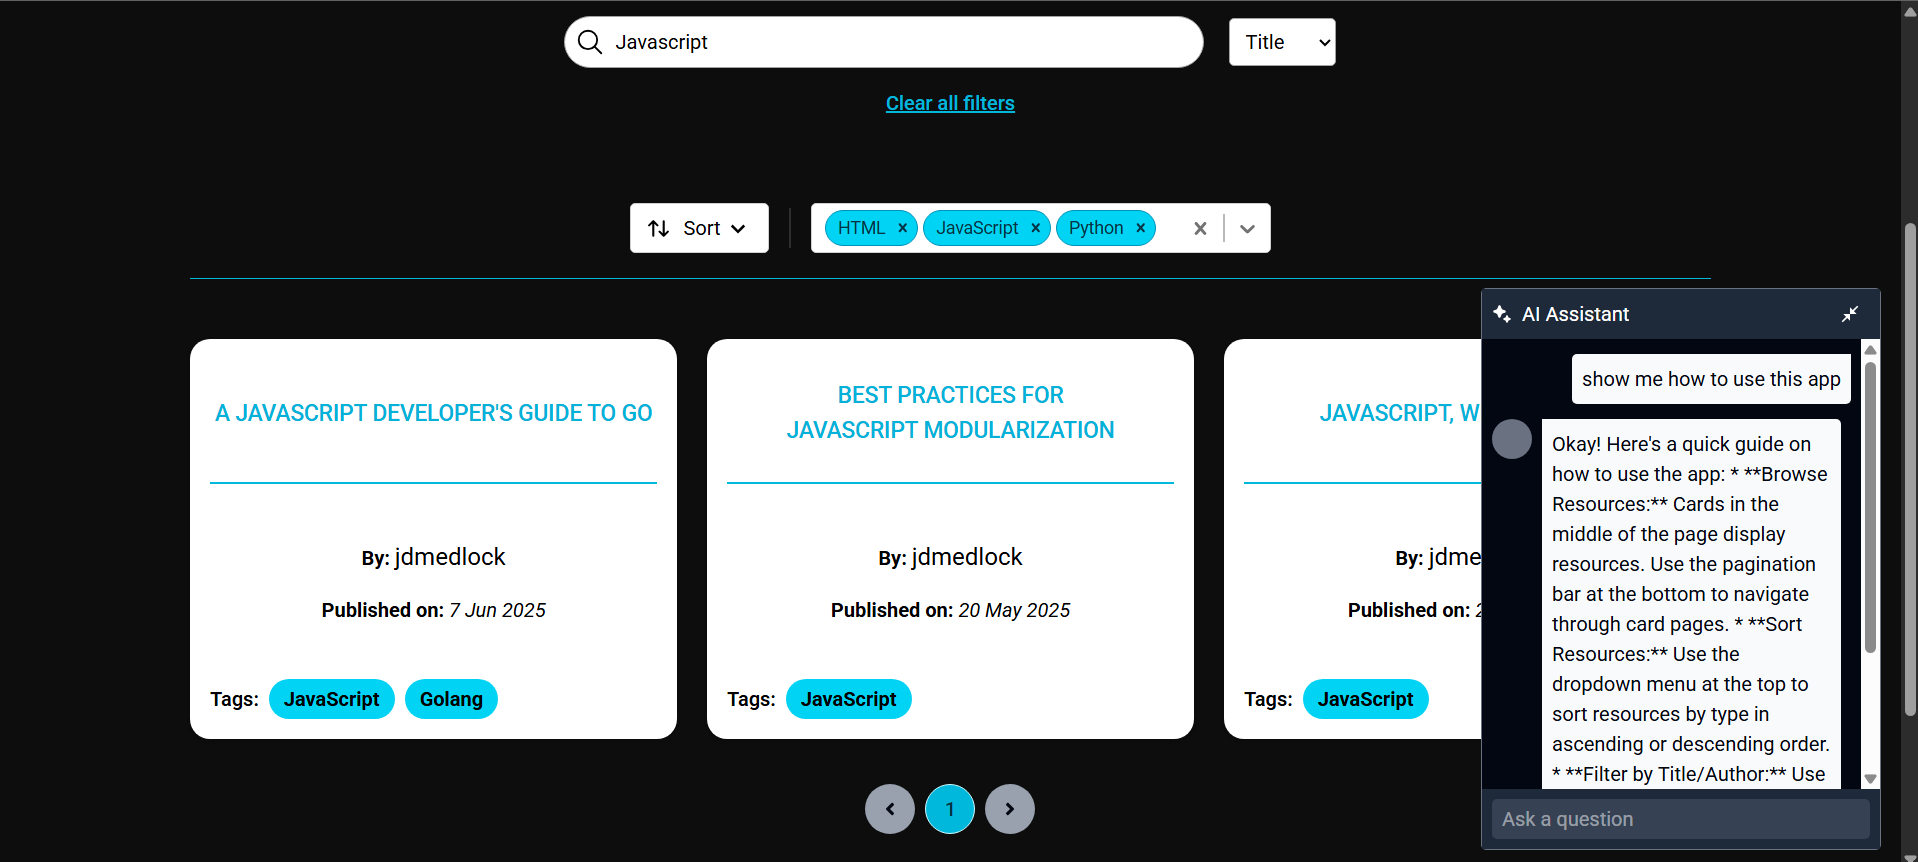 Javascript
Title
Clear all filters
Sort
HTML ×
JavaScript ×
Python ×
A JAVASCRIPT DEVELOPER'S GUIDE TO GO
By: jdmedlock
Published on: 7 Jun 2025
Tags: JavaScript Golang
BEST PRACTICES FOR
JAVASCRIPT MODULARIZATION
By: jdmedlock
Published on: 20 May 2025
Tags: JavaScript
JAVASCRIPT, W
By: jdme
Published on: 2
Tags: JavaScript
1
AI Assistant
show me how to use this app
Okay! Here's a quick guide on
how to use the app: * **Browse
Resources:** Cards in the
middle of the page display
resources. Use the pagination
bar at the bottom to navigate
through card pages. * **Sort
Resources:** Use the
dropdown menu at the top to
sort resources by type in
ascending or descending order.
* **Filter by Title/Author:** Use
Ask a question